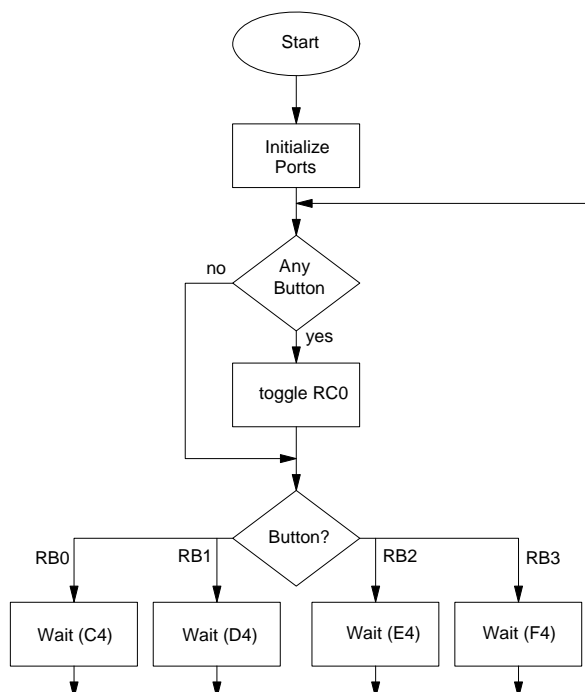 Start
Initialize
Ports
no
Any
Button
yes
toggle RC0
Button?
RB0
RB1
RB2
RB3
Wait (C4)
Wait (D4)
Wait (E4)
Wait (F4)